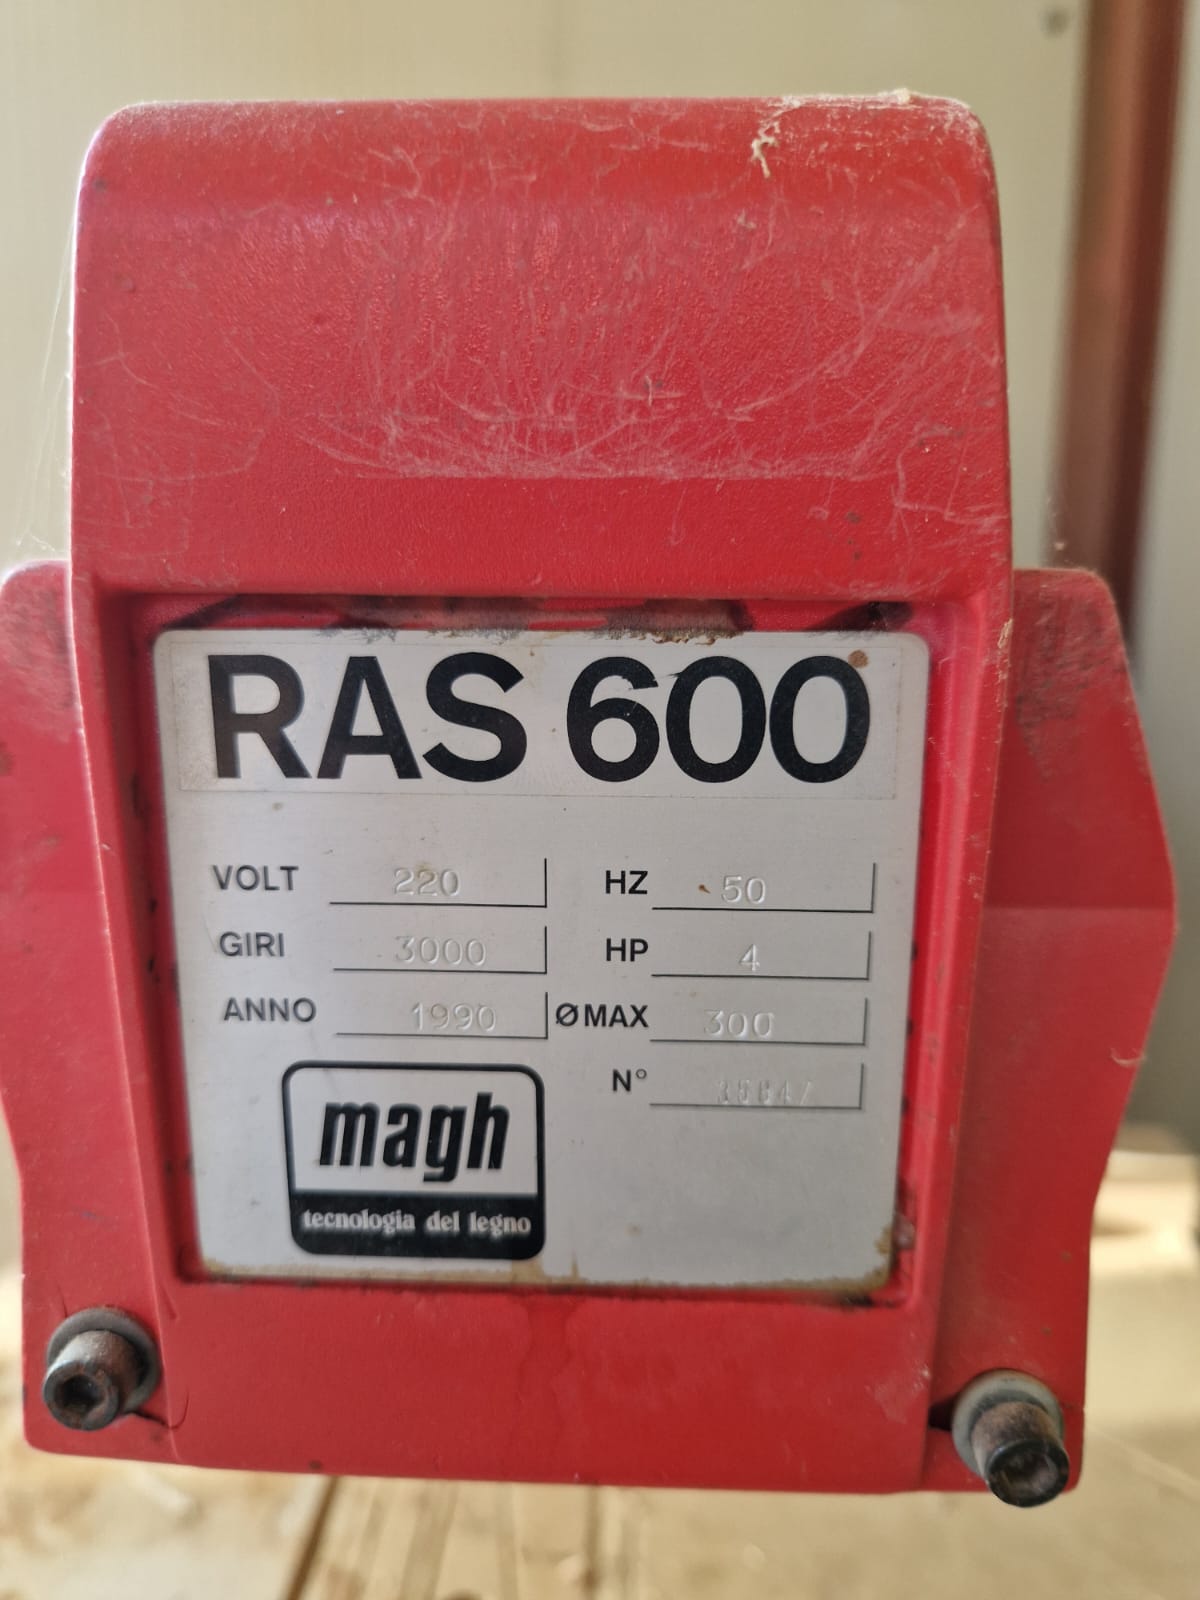 RAS 600
VOLT 220 HZ 50
GIRI 3000 HP 4
ANNO 1990 ØMAX 300
N°
magh
tecnologia del legno